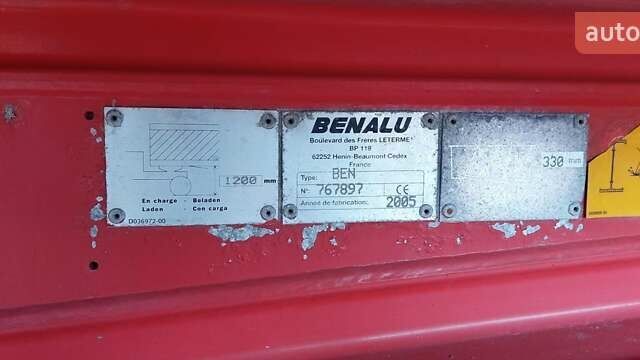 auto
1200 mm
En charge - Beladen
Laden - Con carga
D036972-00
BENALU
Boulevard des Freres LETERME
BP 118
62252 Henin-Beaumont Cedex
France
Type: BEN
N° 767897 CE
Année de fabrication: 2005
330 mm